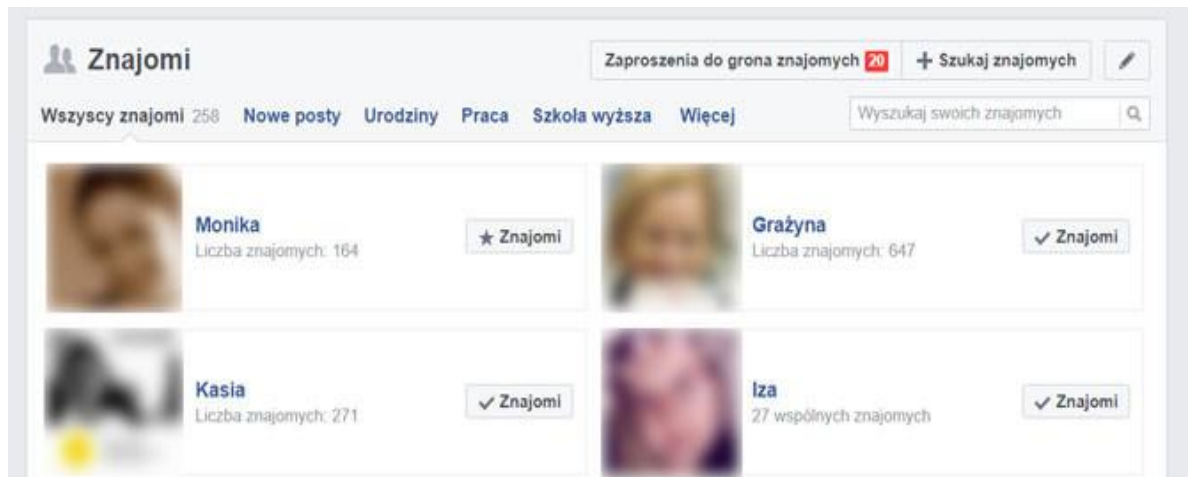 Znajomi
Zaproszenia do grona znajomych 20
+ Szukaj znajomych
Wszyscy znajomi 258 Nowe posty Urodziny Praca Szkoła wyższa Więcej
Wyszukaj swoich znajomych
Monika
Liczba znajomych: 164
Znajomi
Grażyna
Liczba znajomych: 647
Znajomi
Kasia
Liczba znajomych: 271
Znajomi
Iza
27 wspólnych znajomych
Znajomi